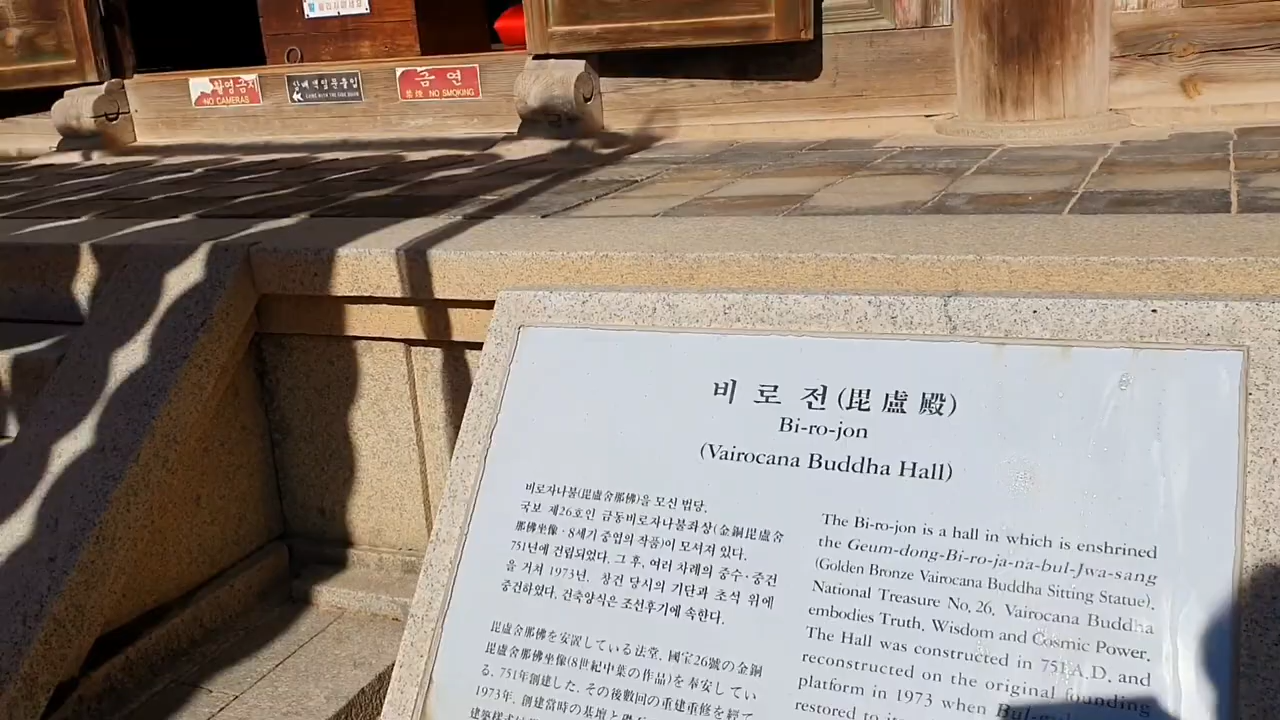 촬영금지
NO CAMERAS
금 연
禁煙 NO SMOKING
비 로 전 (毘盧殿)
Bi-ro-jon
(Vairocana Buddha Hall)
비로자나불(毘盧舍那佛)을 모신 법당.
국보 제26호인 금동비로자나불좌상(金銅毘盧舍
那佛坐像·8세기 중엽의 작품)이 모셔져 있다.
751년에 건립되었다. 그 후, 여러 차례의 중수·중건
을 거쳐 1973년, 창건 당시의 기단과 초석 위에
중건하였다. 건축양식은 조선후기에 속한다.
毘盧舍那佛を安置している法堂. 國宝26號の金銅
毘盧舍那佛坐像(8世紀中葉の作品)を奉安してい
る. 751年創建した. その後數回の重建重修を經て
1973年, 創建當時の基壇と礎
The Bi-ro-jon is a hall in which is enshrined
the Geum-dong-Bi-ro-ja-na-bul-Jwa-sang
(Golden Bronze Vairocana Buddha Sitting Statue),
National Treasure No. 26, Vairocana Buddha
embodies Truth, Wisdom and Cosmic Power.
The Hall was constructed in 751 A.D. and
reconstructed on the original founding
platform in 1973 when Bul-gu
restored to its